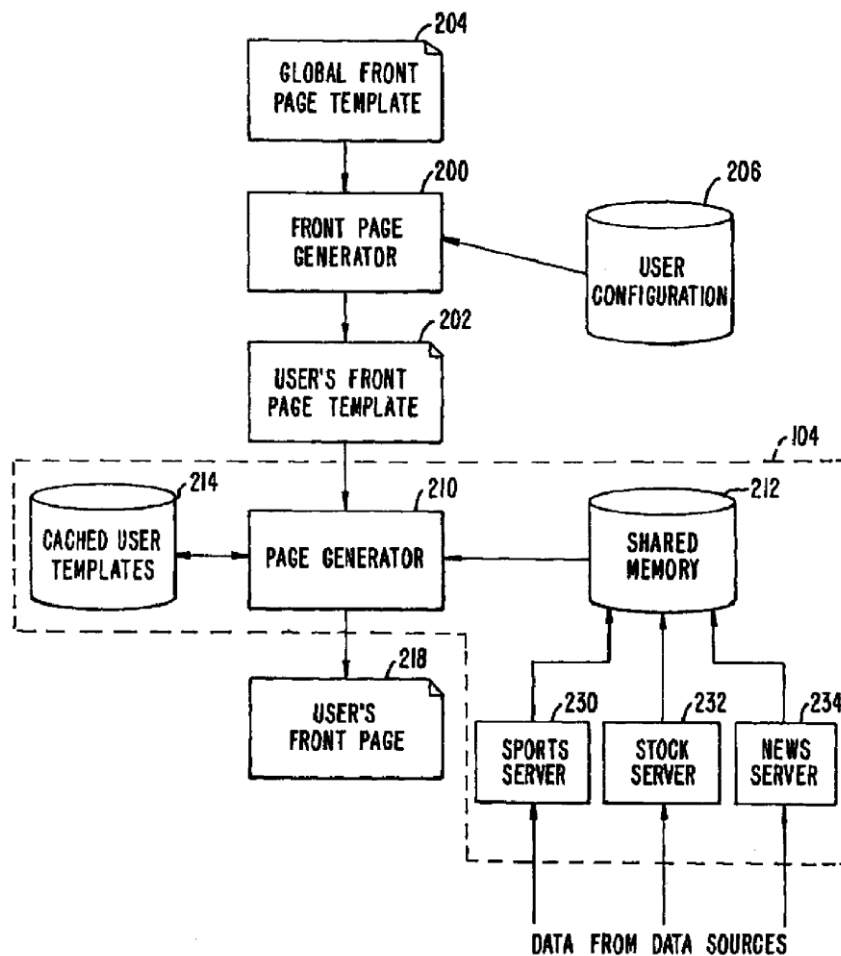 204
GLOBAL FRONT
PAGE TEMPLATE
200
206
FRONT PAGE
GENERATOR
USER
CONFIGURATION
202
USER'S FRONT
PAGE TEMPLATE
104
214
210
212
CACHED USER
TEMPLATES
PAGE GENERATOR
SHARED
MEMORY
218
USER'S
FRONT PAGE
230
232
234
SPORTS
SERVER
STOCK
SERVER
NEWS
SERVER
DATA FROM DATA SOURCES